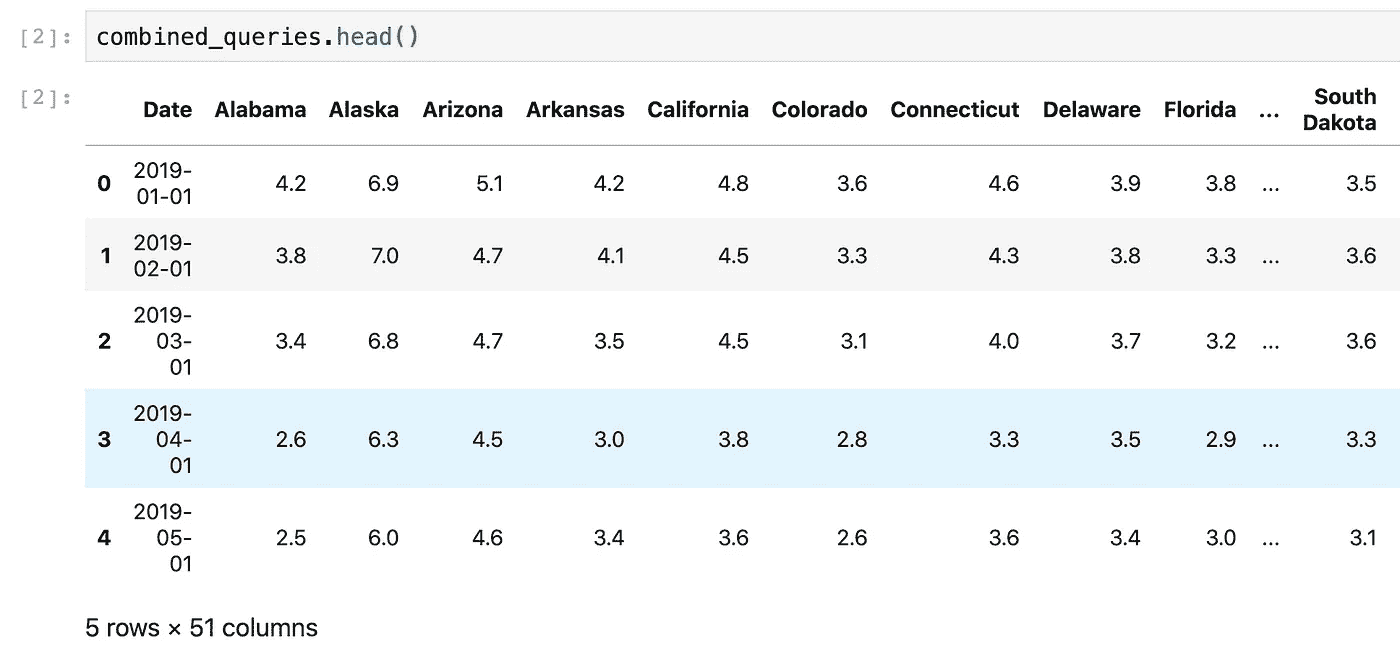 [2]: combined_queries.head()
[2]:
Date Alabama Alaska Arizona Arkansas California Colorado Connecticut Delaware Florida ... South Dakota
0 2019-01-01 4.2 6.9 5.1 4.2 4.8 3.6 4.6 3.9 3.8 ... 3.5
1 2019-02-01 3.8 7.0 4.7 4.1 4.5 3.3 4.3 3.8 3.3 ... 3.6
2 2019-03-01 3.4 6.8 4.7 3.5 4.5 3.1 4.0 3.7 3.2 ... 3.6
3 2019-04-01 2.6 6.3 4.5 3.0 3.8 2.8 3.3 3.5 2.9 ... 3.3
4 2019-05-01 2.5 6.0 4.6 3.4 3.6 2.6 3.6 3.4 3.0 ... 3.1
5 rows × 51 columns